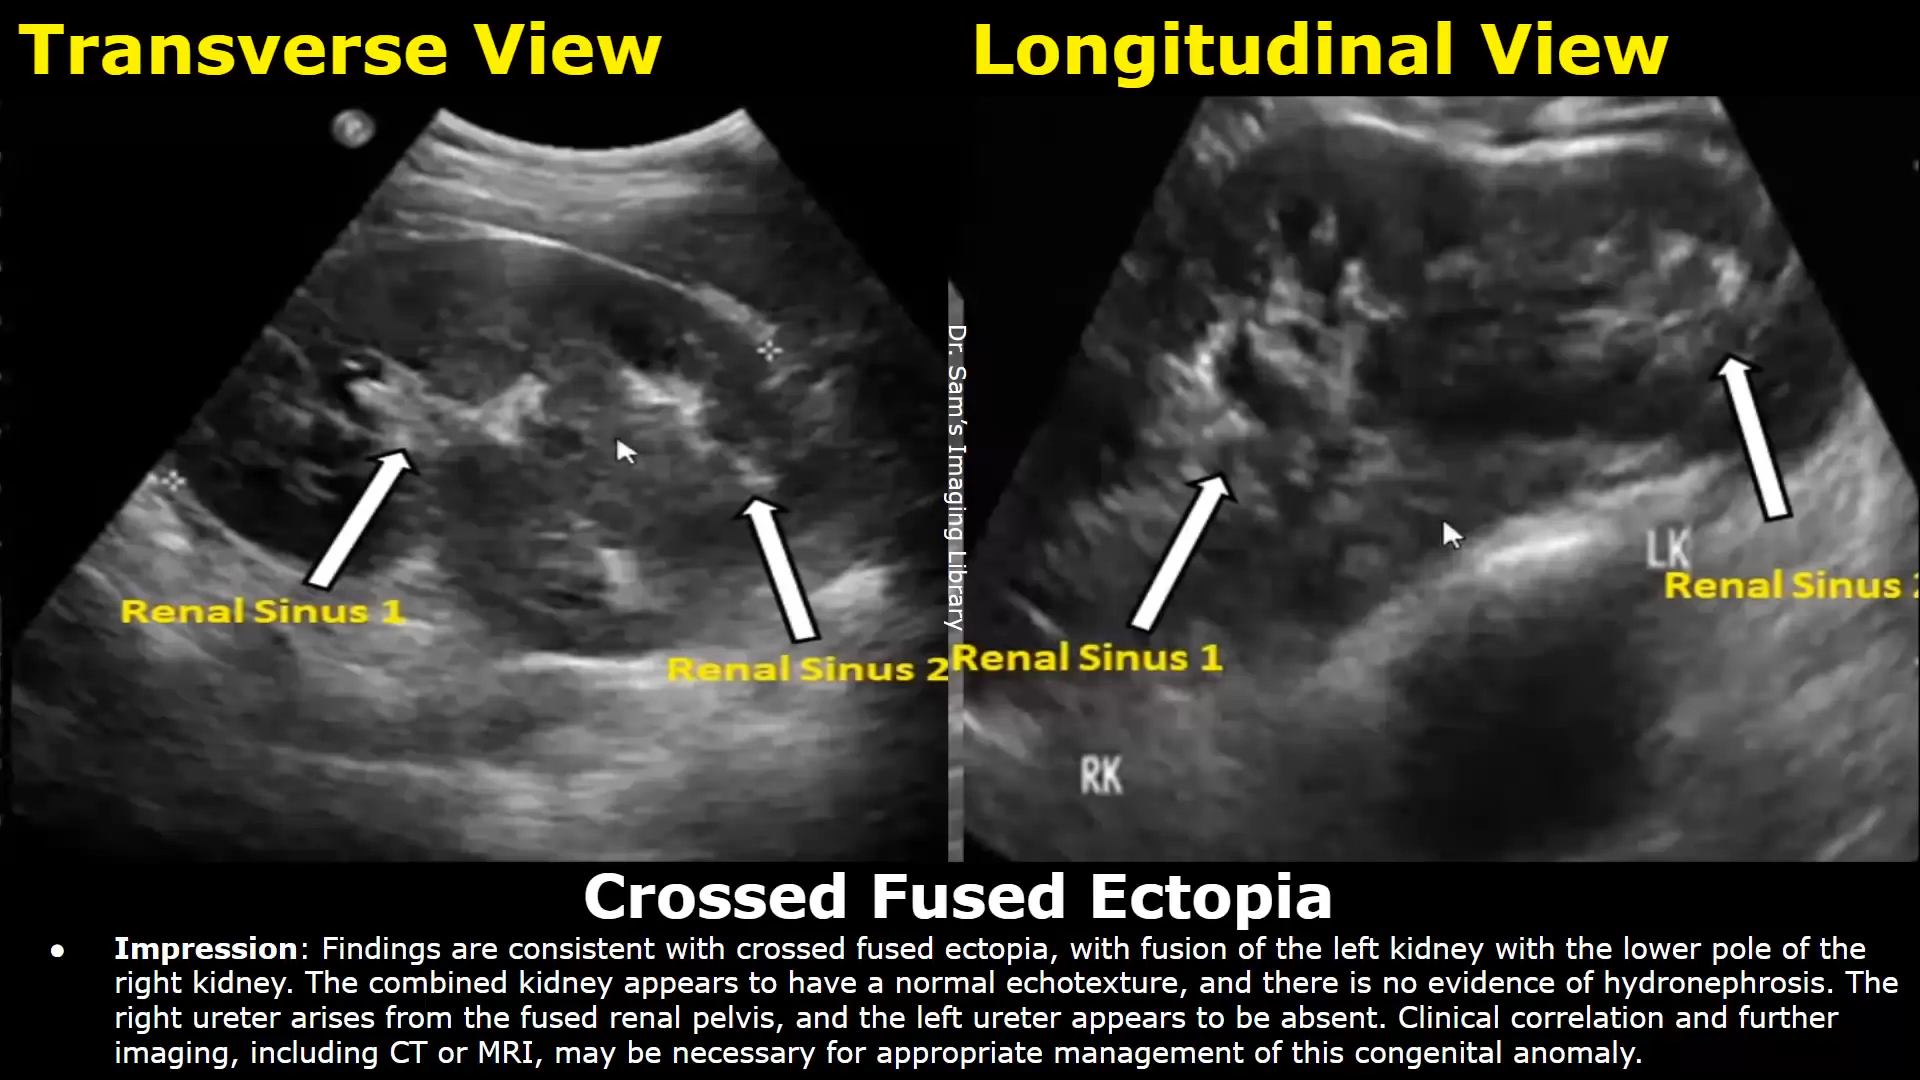 Transverse View
Longitudinal View
Dr. Sam's Imaging Library
Renal Sinus 1
Renal Sinus 2
LK
Renal Sinus 2
Renal Sinus 1
RK
Crossed Fused Ectopia
● Impression: Findings are consistent with crossed fused ectopia, with fusion of the left kidney with the lower pole of the
right kidney. The combined kidney appears to have a normal echotexture, and there is no evidence of hydronephrosis. The
right ureter arises from the fused renal pelvis, and the left ureter appears to be absent. Clinical correlation and further
imaging, including CT or MRI, may be necessary for appropriate management of this congenital anomaly.